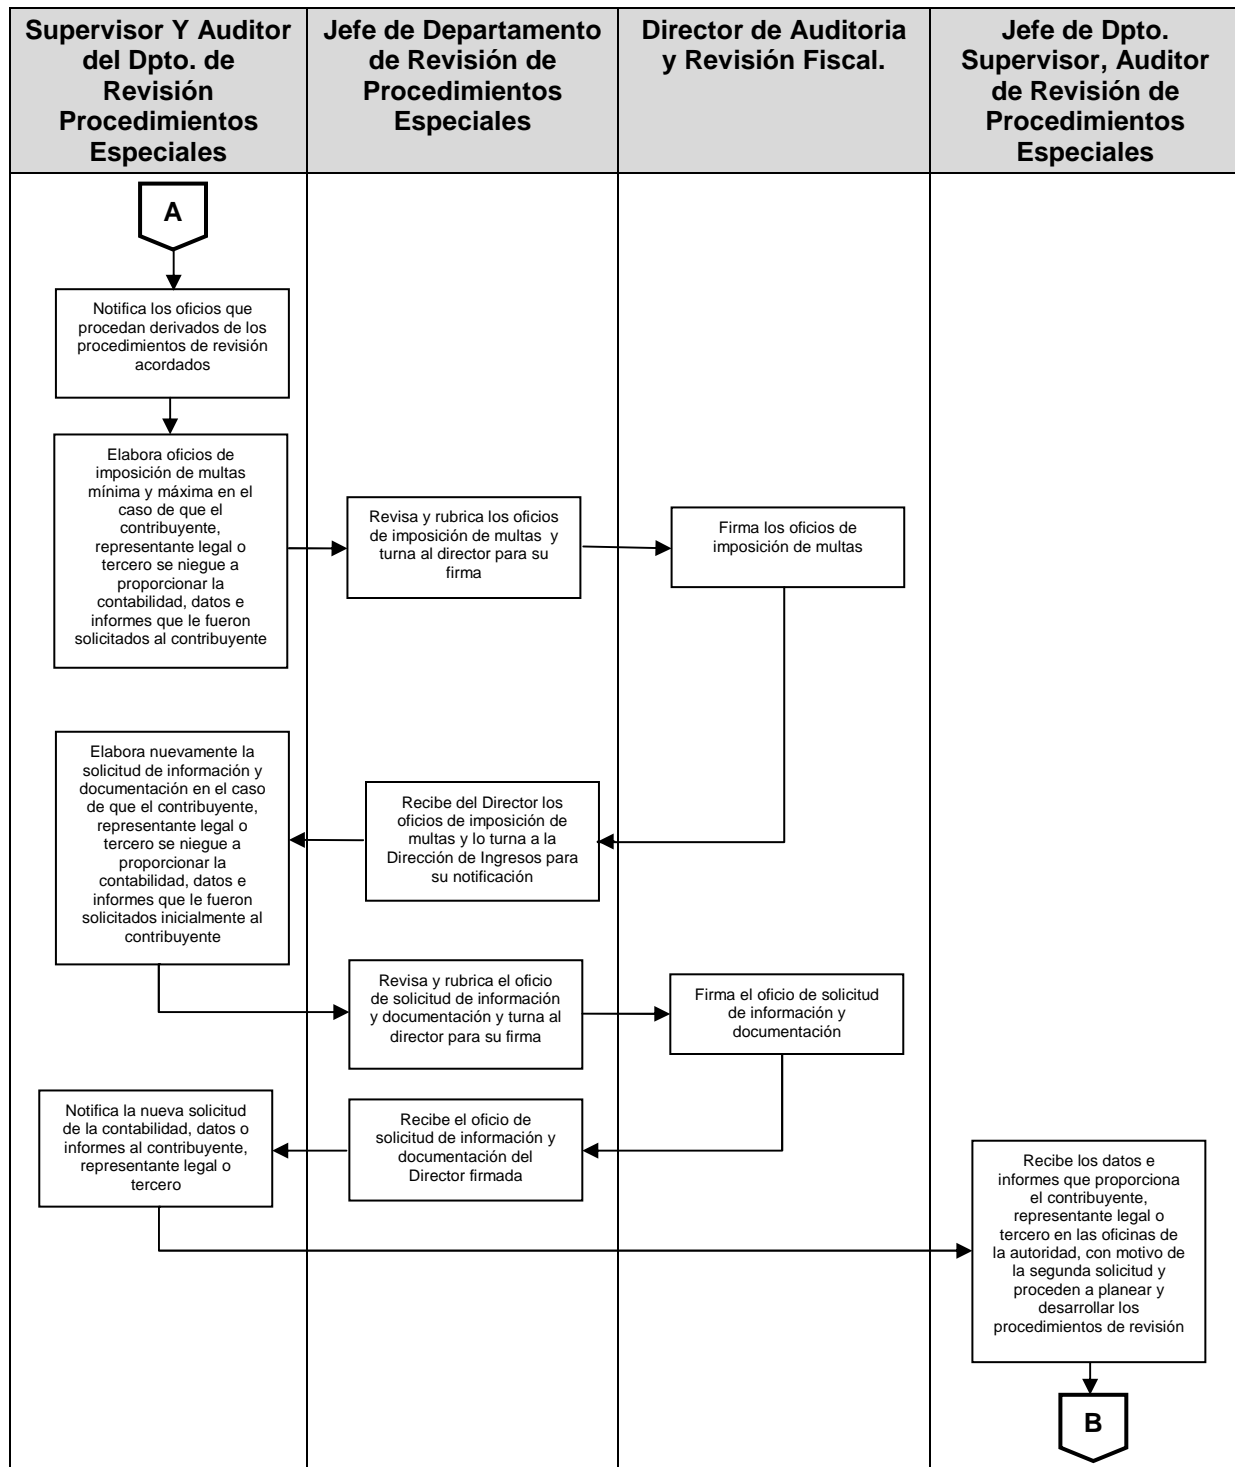 Supervisor Y Auditor
del Dpto. de
Revisión
Procedimientos
Especiales
Jefe de Departamento
de Revisión de
Procedimientos
Especiales
Director de Auditoria
y Revisión Fiscal.
Jefe de Dpto.
Supervisor, Auditor
de Revisión de
Procedimientos
Especiales
A
Notifica los oficios que
procedan derivados de los
procedimientos de revisión
acordados
Elabora oficios de
imposición de multas
mínima y máxima en el
caso de que el
contribuyente,
representante legal o
tercero se niegue a
proporcionar la
contabilidad, datos e
informes que le fueron
solicitados al contribuyente
Revisa y rubrica los oficios
de imposición de multas y
turna al director para su
firma
Firma los oficios de
imposición de multas
Elabora nuevamente la
solicitud de información y
documentación en el caso
de que el contribuyente,
representante legal o
tercero se niegue a
proporcionar la
contabilidad, datos e
informes que le fueron
solicitados inicialmente al
contribuyente
Recibe del Director los
oficios de imposición de
multas y lo turna a la
Dirección de Ingresos para
su notificación
Revisa y rubrica el oficio
de solicitud de información
y documentación y turna al
director para su firma
Firma el oficio de solicitud
de información y
documentación
Notifica la nueva solicitud
de la contabilidad, datos o
informes al contribuyente,
representante legal o
tercero
Recibe el oficio de
solicitud de información y
documentación del
Director firmada
Recibe los datos e
informes que proporciona
el contribuyente,
representante legal o
tercero en las oficinas de
la autoridad, con motivo de
la segunda solicitud y
proceden a planear y
desarrollar los
procedimientos de revisión
B